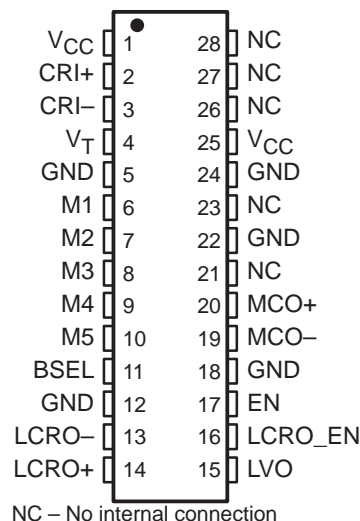 VCC 1 28 NC
CRI+ 2 27 NC
CRI– 3 26 NC
VT 4 25 VCC
GND 5 24 GND
M1 6 23 NC
M2 7 22 GND
M3 8 21 NC
M4 9 20 MCO+
M5 10 19 MCO–
BSEL 11 18 GND
GND 12 17 EN
LCRO– 13 16 LCRO_EN
LCRO+ 14 15 LVO
NC – No internal connection